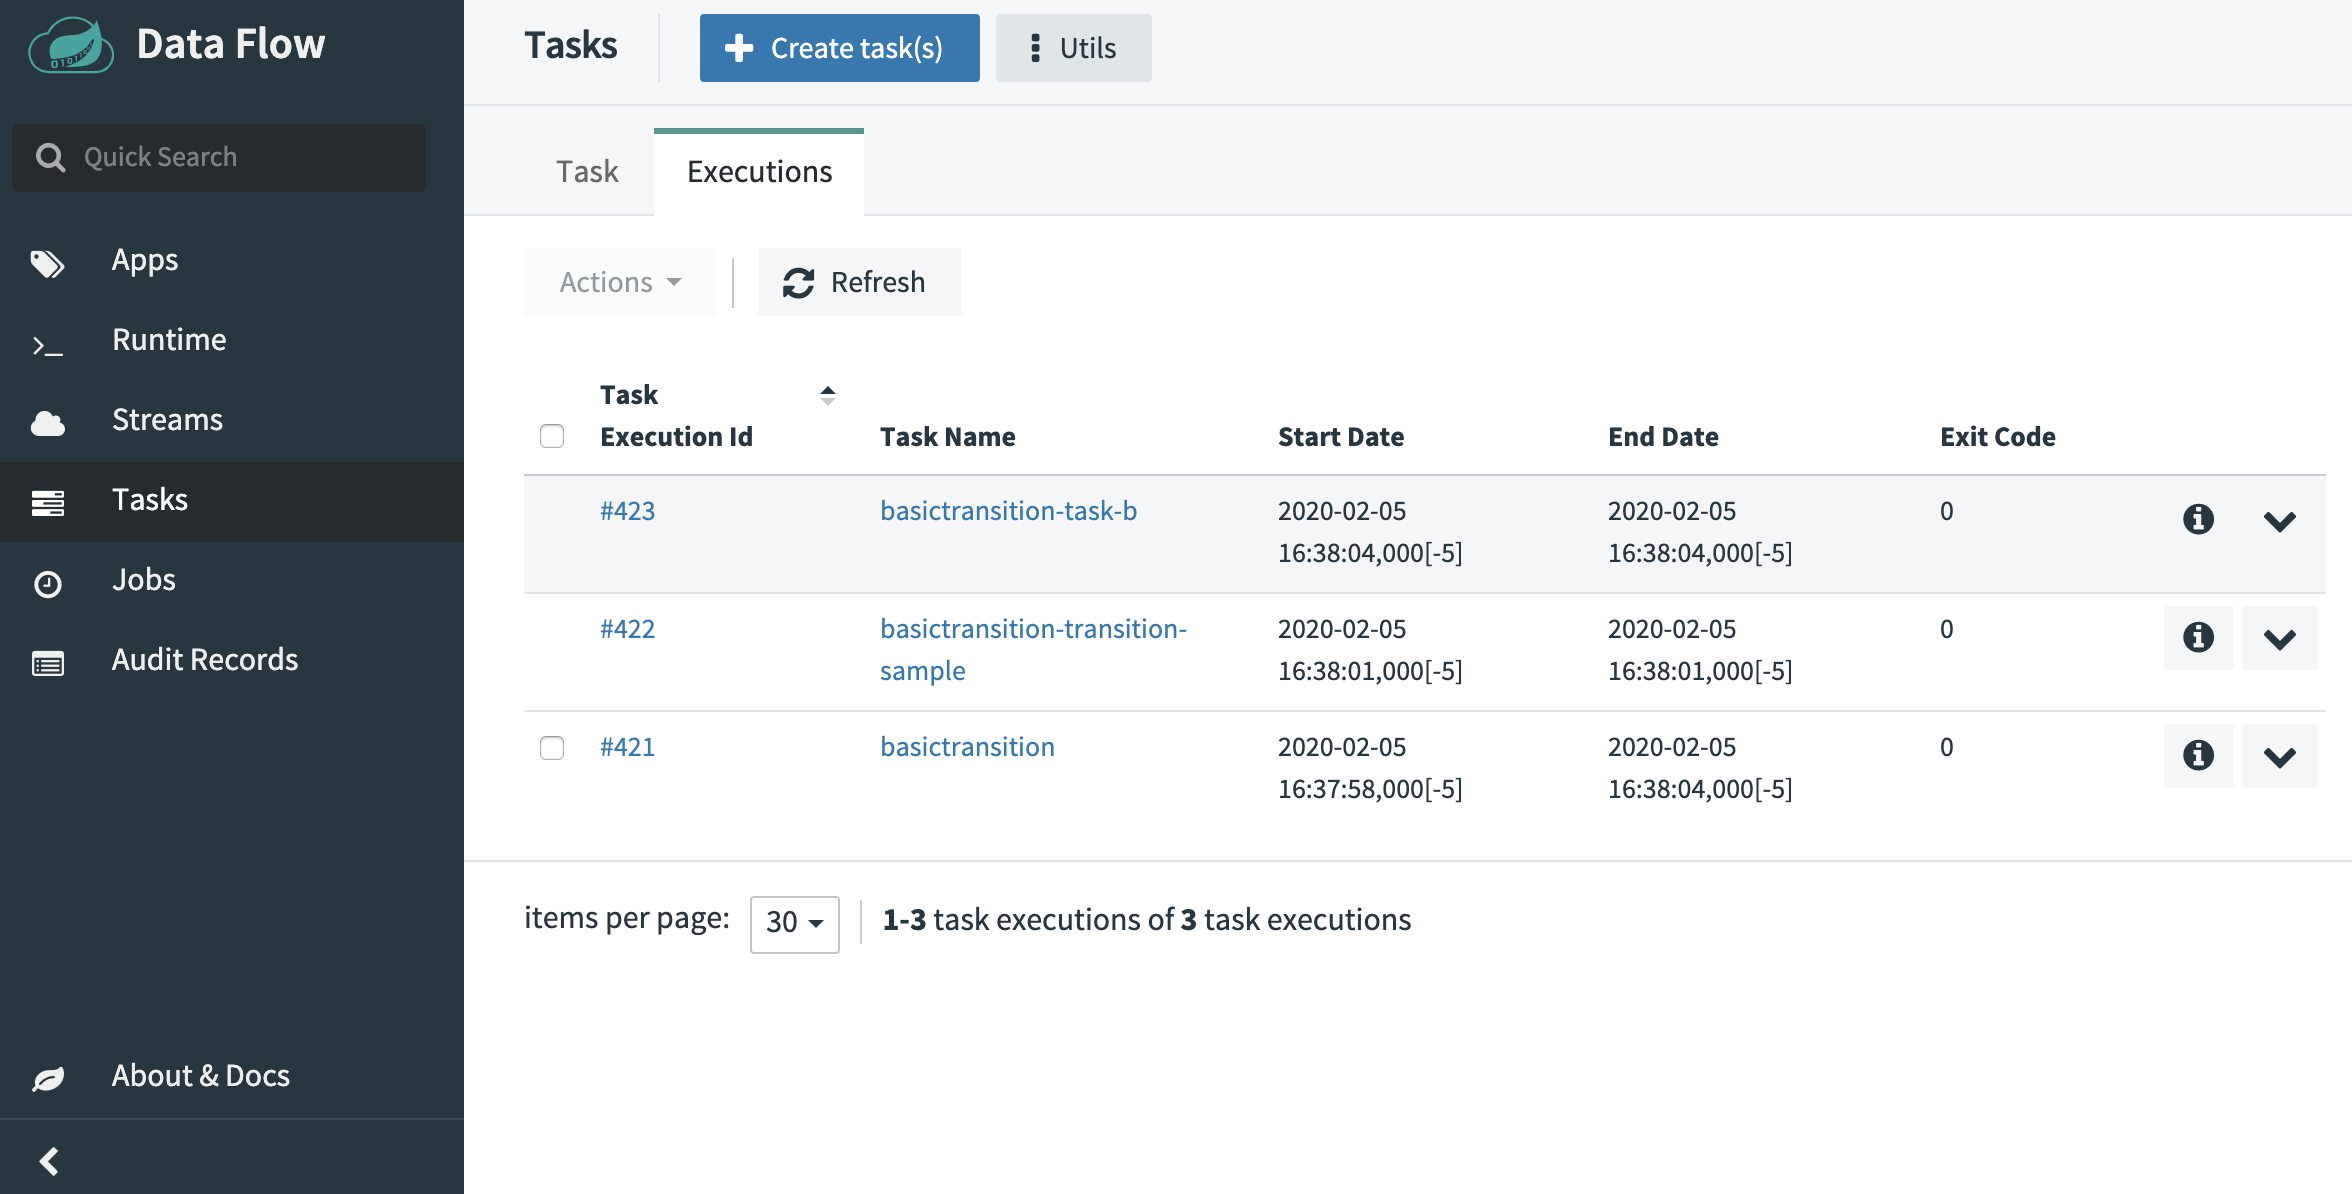 Data Flow
Quick Search
Apps
Runtime
Streams
Tasks
Jobs
Audit Records
About & Docs
Tasks
Create task(s)
Utils
Task
Executions
Actions
Refresh
Task
Execution Id
Task Name
Start Date
End Date
Exit Code
#423
basictransition-task-b
2020-02-05
16:38:04,000[-5]
2020-02-05
16:38:04,000[-5]
0
#422
basictransition-transition-
sample
2020-02-05
16:38:01,000[-5]
2020-02-05
16:38:01,000[-5]
0
#421
basictransition
2020-02-05
16:37:58,000[-5]
2020-02-05
16:38:04,000[-5]
0
items per page:
30
1-3 task executions of 3 task executions